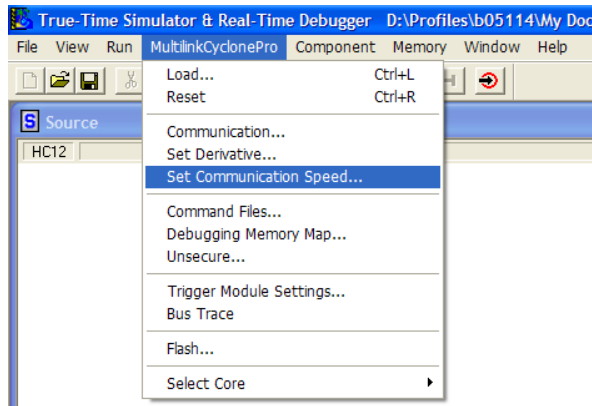 True-Time Simulator & Real-Time Debugger D:\Profiles\b05114\My Doc
File View Run MultilinkCyclonePro Component Memory Window Help
Load... Ctrl+L
Reset Ctrl+R
S Source
Communication...
HC12
Set Derivative...
Set Communication Speed...
Command Files...
Debugging Memory Map...
Unsecure...
Trigger Module Settings...
Bus Trace
Flash...
Select Core